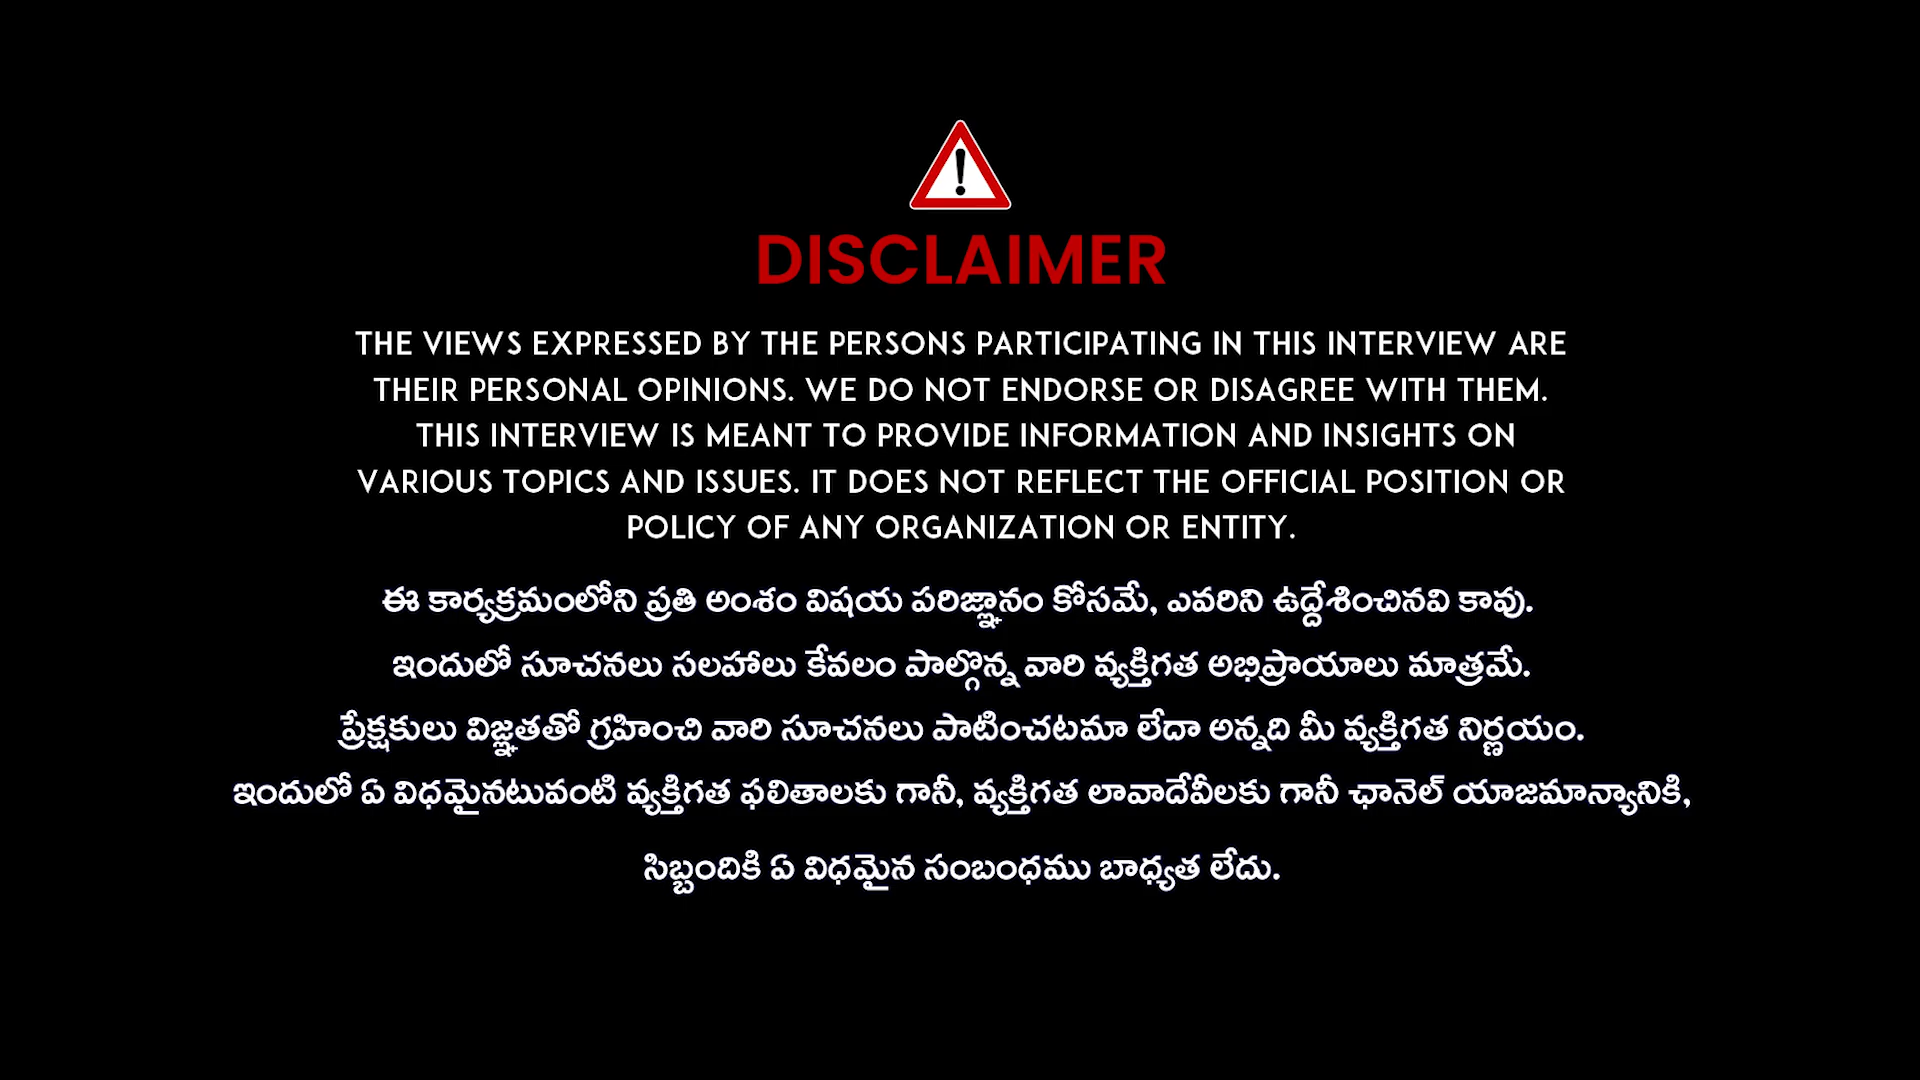 DISCLAIMER
THE VIEWS EXPRESSED BY THE PERSONS PARTICIPATING IN THIS INTERVIEW ARE
THEIR PERSONAL OPINIONS. WE DO NOT ENDORSE OR DISAGREE WITH THEM.
THIS INTERVIEW IS MEANT TO PROVIDE INFORMATION AND INSIGHTS ON
VARIOUS TOPICS AND ISSUES. IT DOES NOT REFLECT THE OFFICIAL POSITION OR
POLICY OF ANY ORGANIZATION OR ENTITY.
ఈ కార్యక్రమంలోని ప్రతి అంశం విషయ పరిజ్ఞానం కోసమే, ఎవరిని ఉద్దేశించినవి కావు.
ఇందులో సూచనలు సలహాలు కేవలం పాల్గొన్న వారి వ్యక్తిగత అభిప్రాయాలు మాత్రమే.
ప్రేక్షకులు విజ్ఞతతో గ్రహించి వారి సూచనలు పాటించటమా లేదా అన్నది మీ వ్యక్తిగత నిర్ణయం.
ఇందులో ఏ విధమైనటువంటి వ్యక్తిగత ఫలితాలకు గానీ, వ్యక్తిగత లావాదేవీలకు గానీ ఛానెల్ యాజమాన్యానికి,
సిబ్బందికి ఏ విధమైన సంబంధము బాధ్యత లేదు.